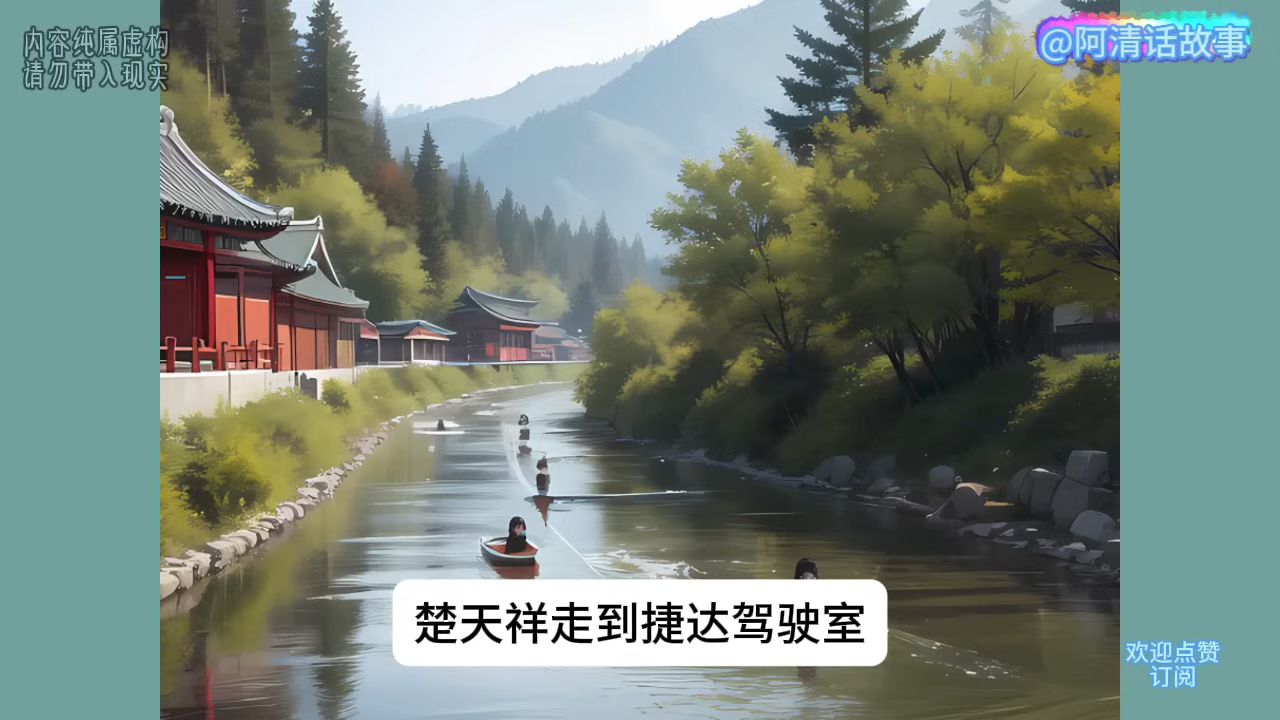 内容纯属虚构
请勿带入现实
@阿清话故事
楚天祥走到捷达驾驶室
欢迎点赞
订阅